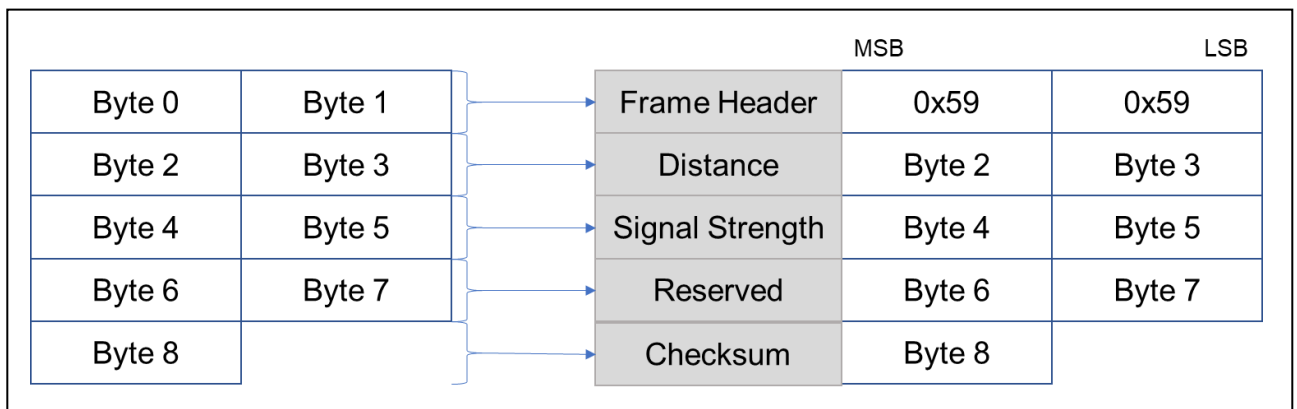 MSB LSB
Byte 0 Byte 1 Frame Header 0x59 0x59
Byte 2 Byte 3 Distance Byte 2 Byte 3
Byte 4 Byte 5 Signal Strength Byte 4 Byte 5
Byte 6 Byte 7 Reserved Byte 6 Byte 7
Byte 8 Checksum Byte 8